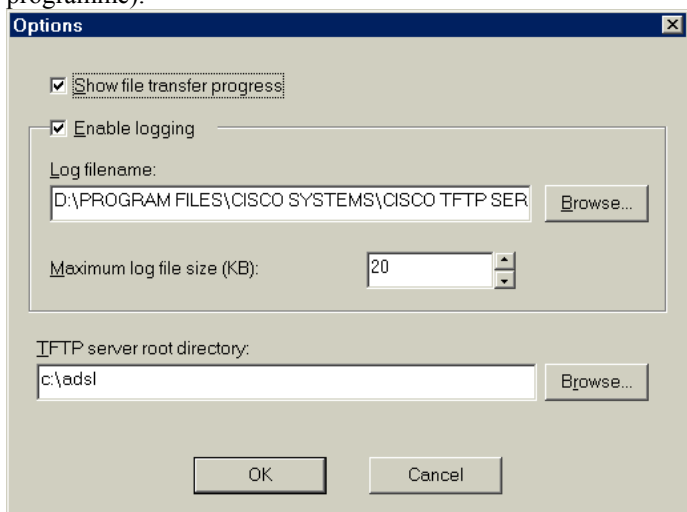 programme).
Options
Show file transfer progress
Enable logging
Log filename:
D:\PROGRAM FILES\CISCO SYSTEMS\CISCO TFTP SER
Browse...
Maximum log file size (KB):
20
TFTP server root directory:
c:\adsl
Browse...
OK
Cancel